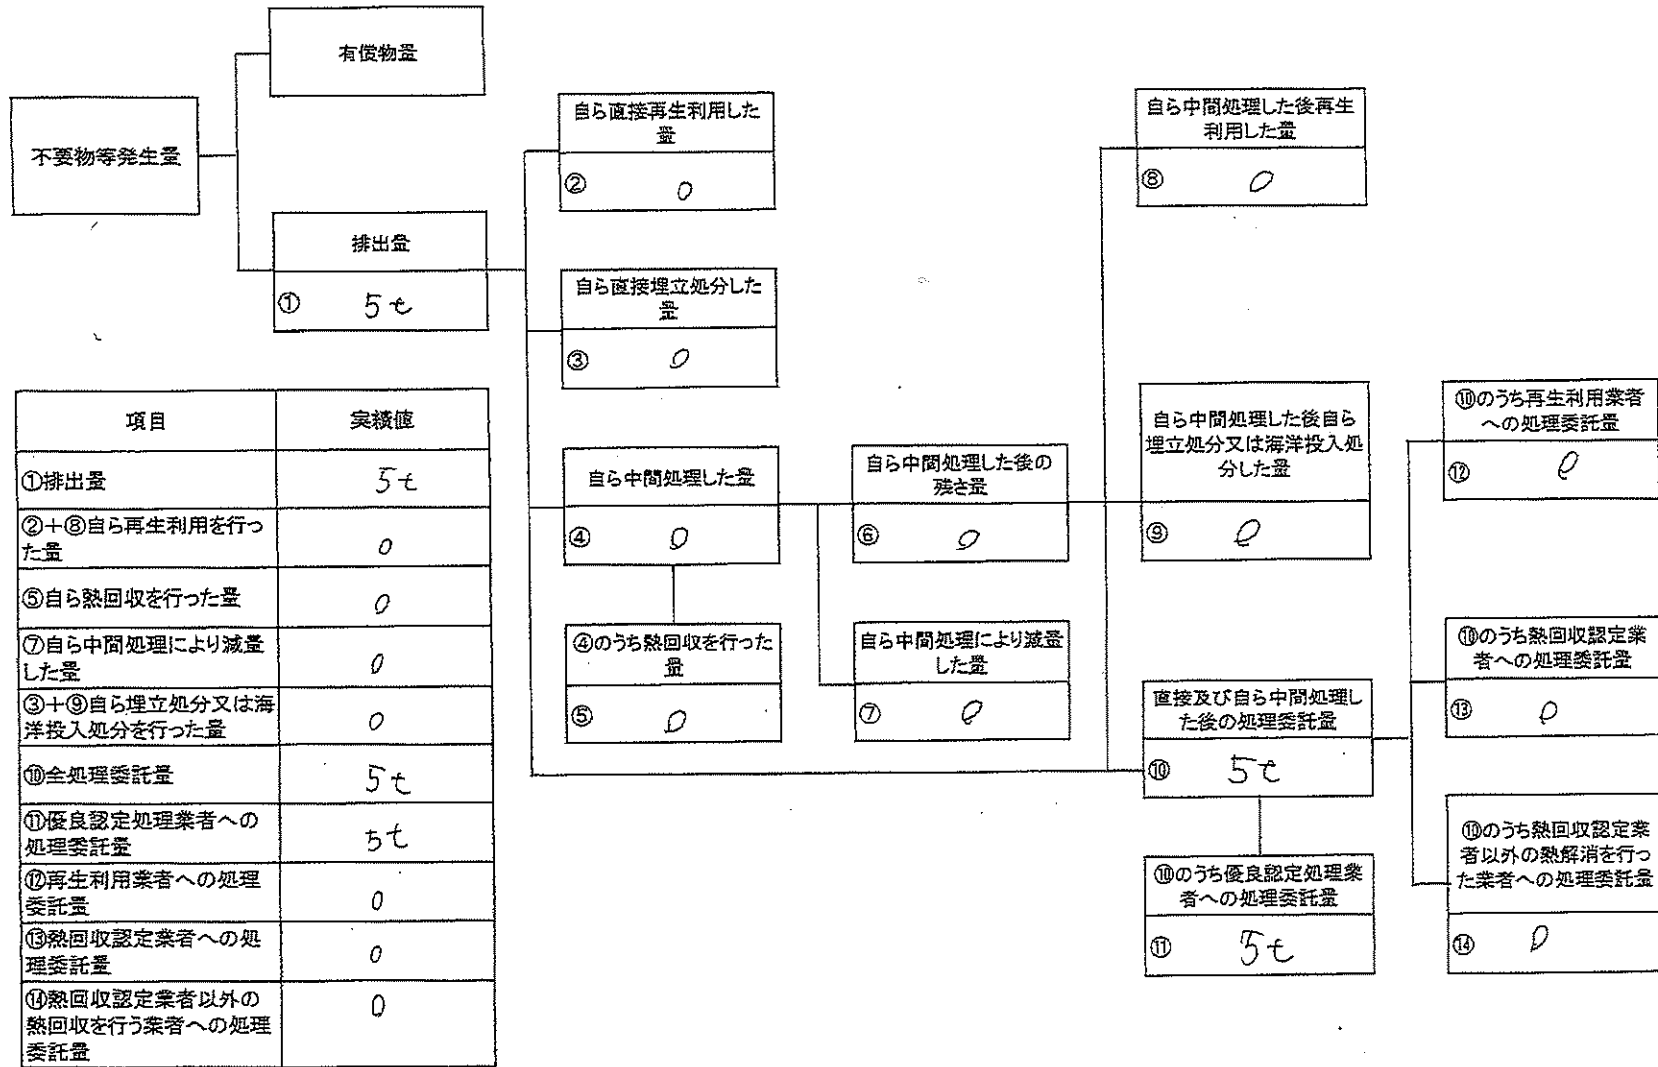 有償物量
不要物等発生量
排出量
① 5t
自ら直接再生利用した
量
② 0
自ら直接埋立処分した
量
③ 0
自ら中間処理した量
④ 0
④のうち熱回収を行った
量
⑤ 0
自ら中間処理した後の
残さ量
⑥ 0
自ら中間処理により減量
した量
⑦ 0
自ら中間処理した後再生
利用した量
⑧ 0
自ら中間処理した後自ら
埋立処分又は海洋投入処
分した量
⑨ 0
直接及び自ら中間処理し
た後の処理委託量
⑩ 5t
⑩のうち優良認定処理業
者への処理委託量
⑪ 5t
⑩のうち再生利用業者
への処理委託量
⑫ 0
⑩のうち熱回収認定業
者への処理委託量
⑬ 0
⑩のうち熱回収認定業
者以外の熱解消を行っ
た業者への処理委託量
⑭ 0
項目 実績値
①排出量 5t
②+⑧自ら再生利用を行っ
た量 0
⑤自ら熱回収を行った量 0
⑦自ら中間処理により減量
した量 0
③+⑨自ら埋立処分又は海
洋投入処分を行った量 0
⑩全処理委託量 5t
⑪優良認定処理業者への
処理委託量 5t
⑫再生利用業者への処理
委託量 0
⑬熱回収認定業者への処
理委託量 0
⑭熱回収認定業者以外の
熱回収を行う業者への処理
委託量 0